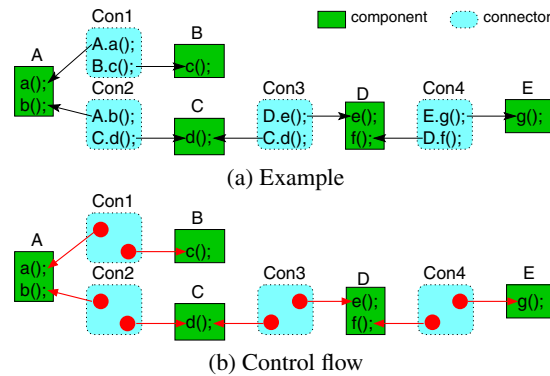 component
connector
Con1
A
B
A.a();
B.c();
a();
b();
c();
Con2
C
Con3
D
Con4
E
A.b();
C.d();
d();
D.e();
C.d();
e();
f();
E.g();
D.f();
g();
(a) Example
Con1
A
B
a();
b();
c();
Con2
C
Con3
D
Con4
E
d();
e();
f();
g();
(b) Control flow